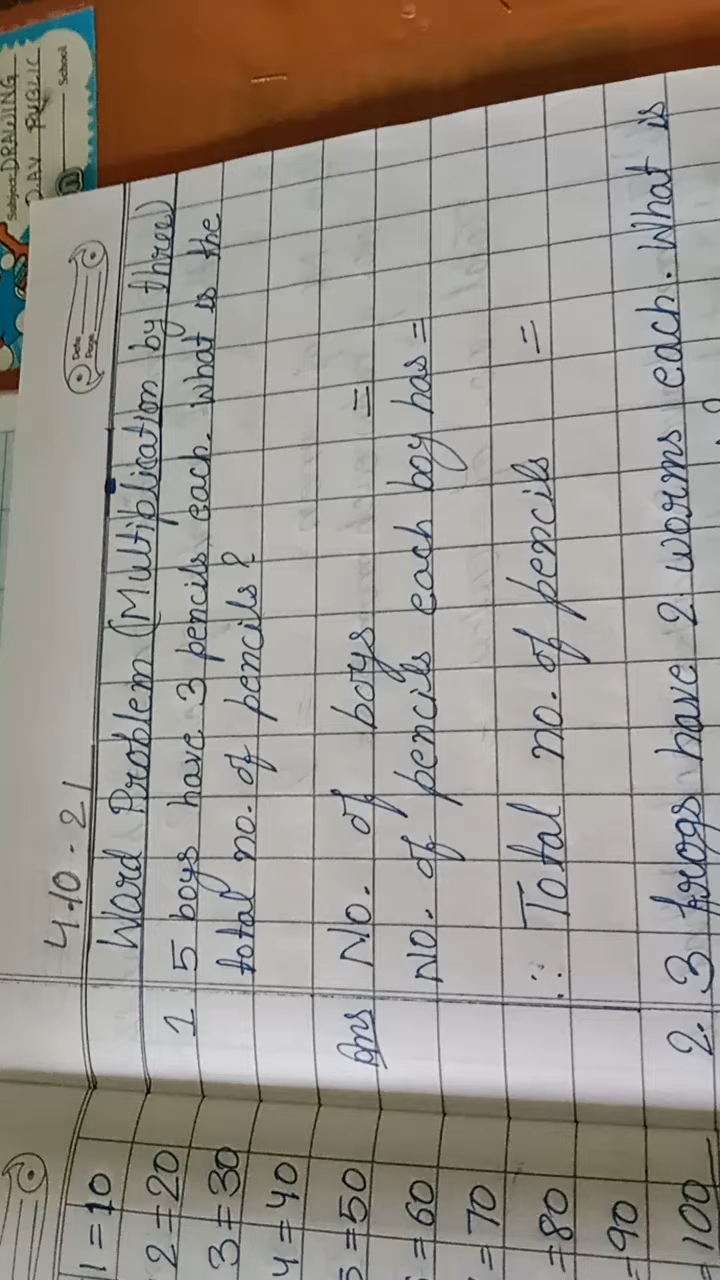 Subject: DRAWING
DAV PUBLIC
School
Date
Page
4.10-21
Word Problem (Multiplication by three)
1 5 boys have 3 pencils each. What is the
total no. of pencils?
Ans No. of boys =
No. of pencils each boy has =
∴ Total no. of pencils =
2. 3 frogs have 2 worms each. What is
1 = 10
2 = 20
3 = 30
4 = 40
5 = 50
= 60
= 70
= 80
= 90
= 100